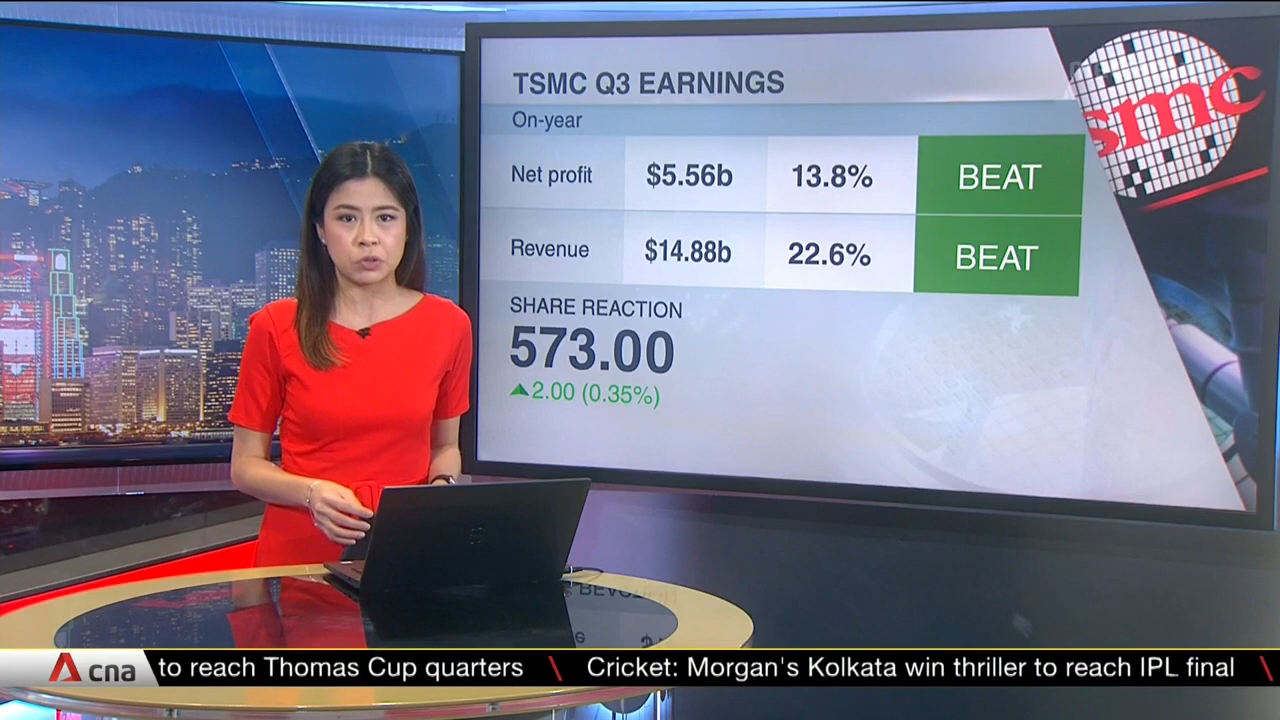 TSMC Q3 EARNINGS
On-year
Net profit $5.56b 13.8% BEAT
Revenue $14.88b 22.6% BEAT
SHARE REACTION
573.00
▲2.00 (0.35%)
smc
cna to reach Thomas Cup quarters \ Cricket: Morgan's Kolkata win thriller to reach IPL final \